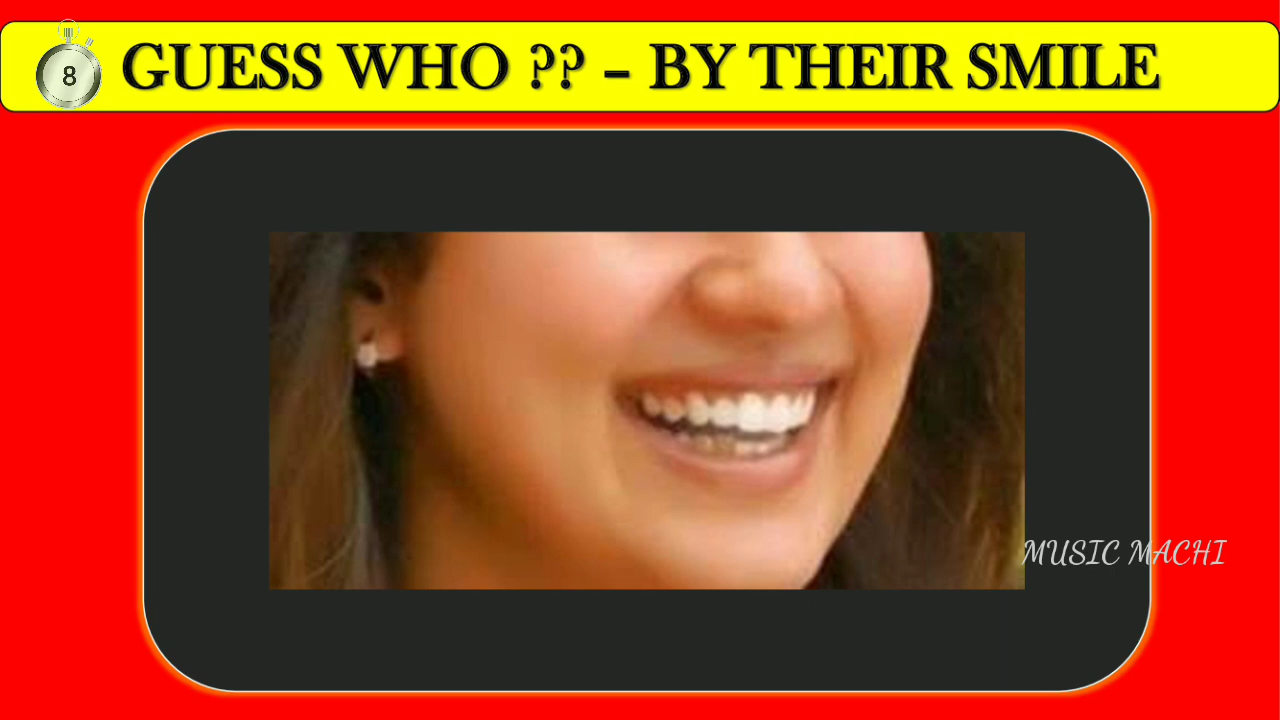 8
GUESS WHO ?? – BY THEIR SMILE
MUSIC MACHI